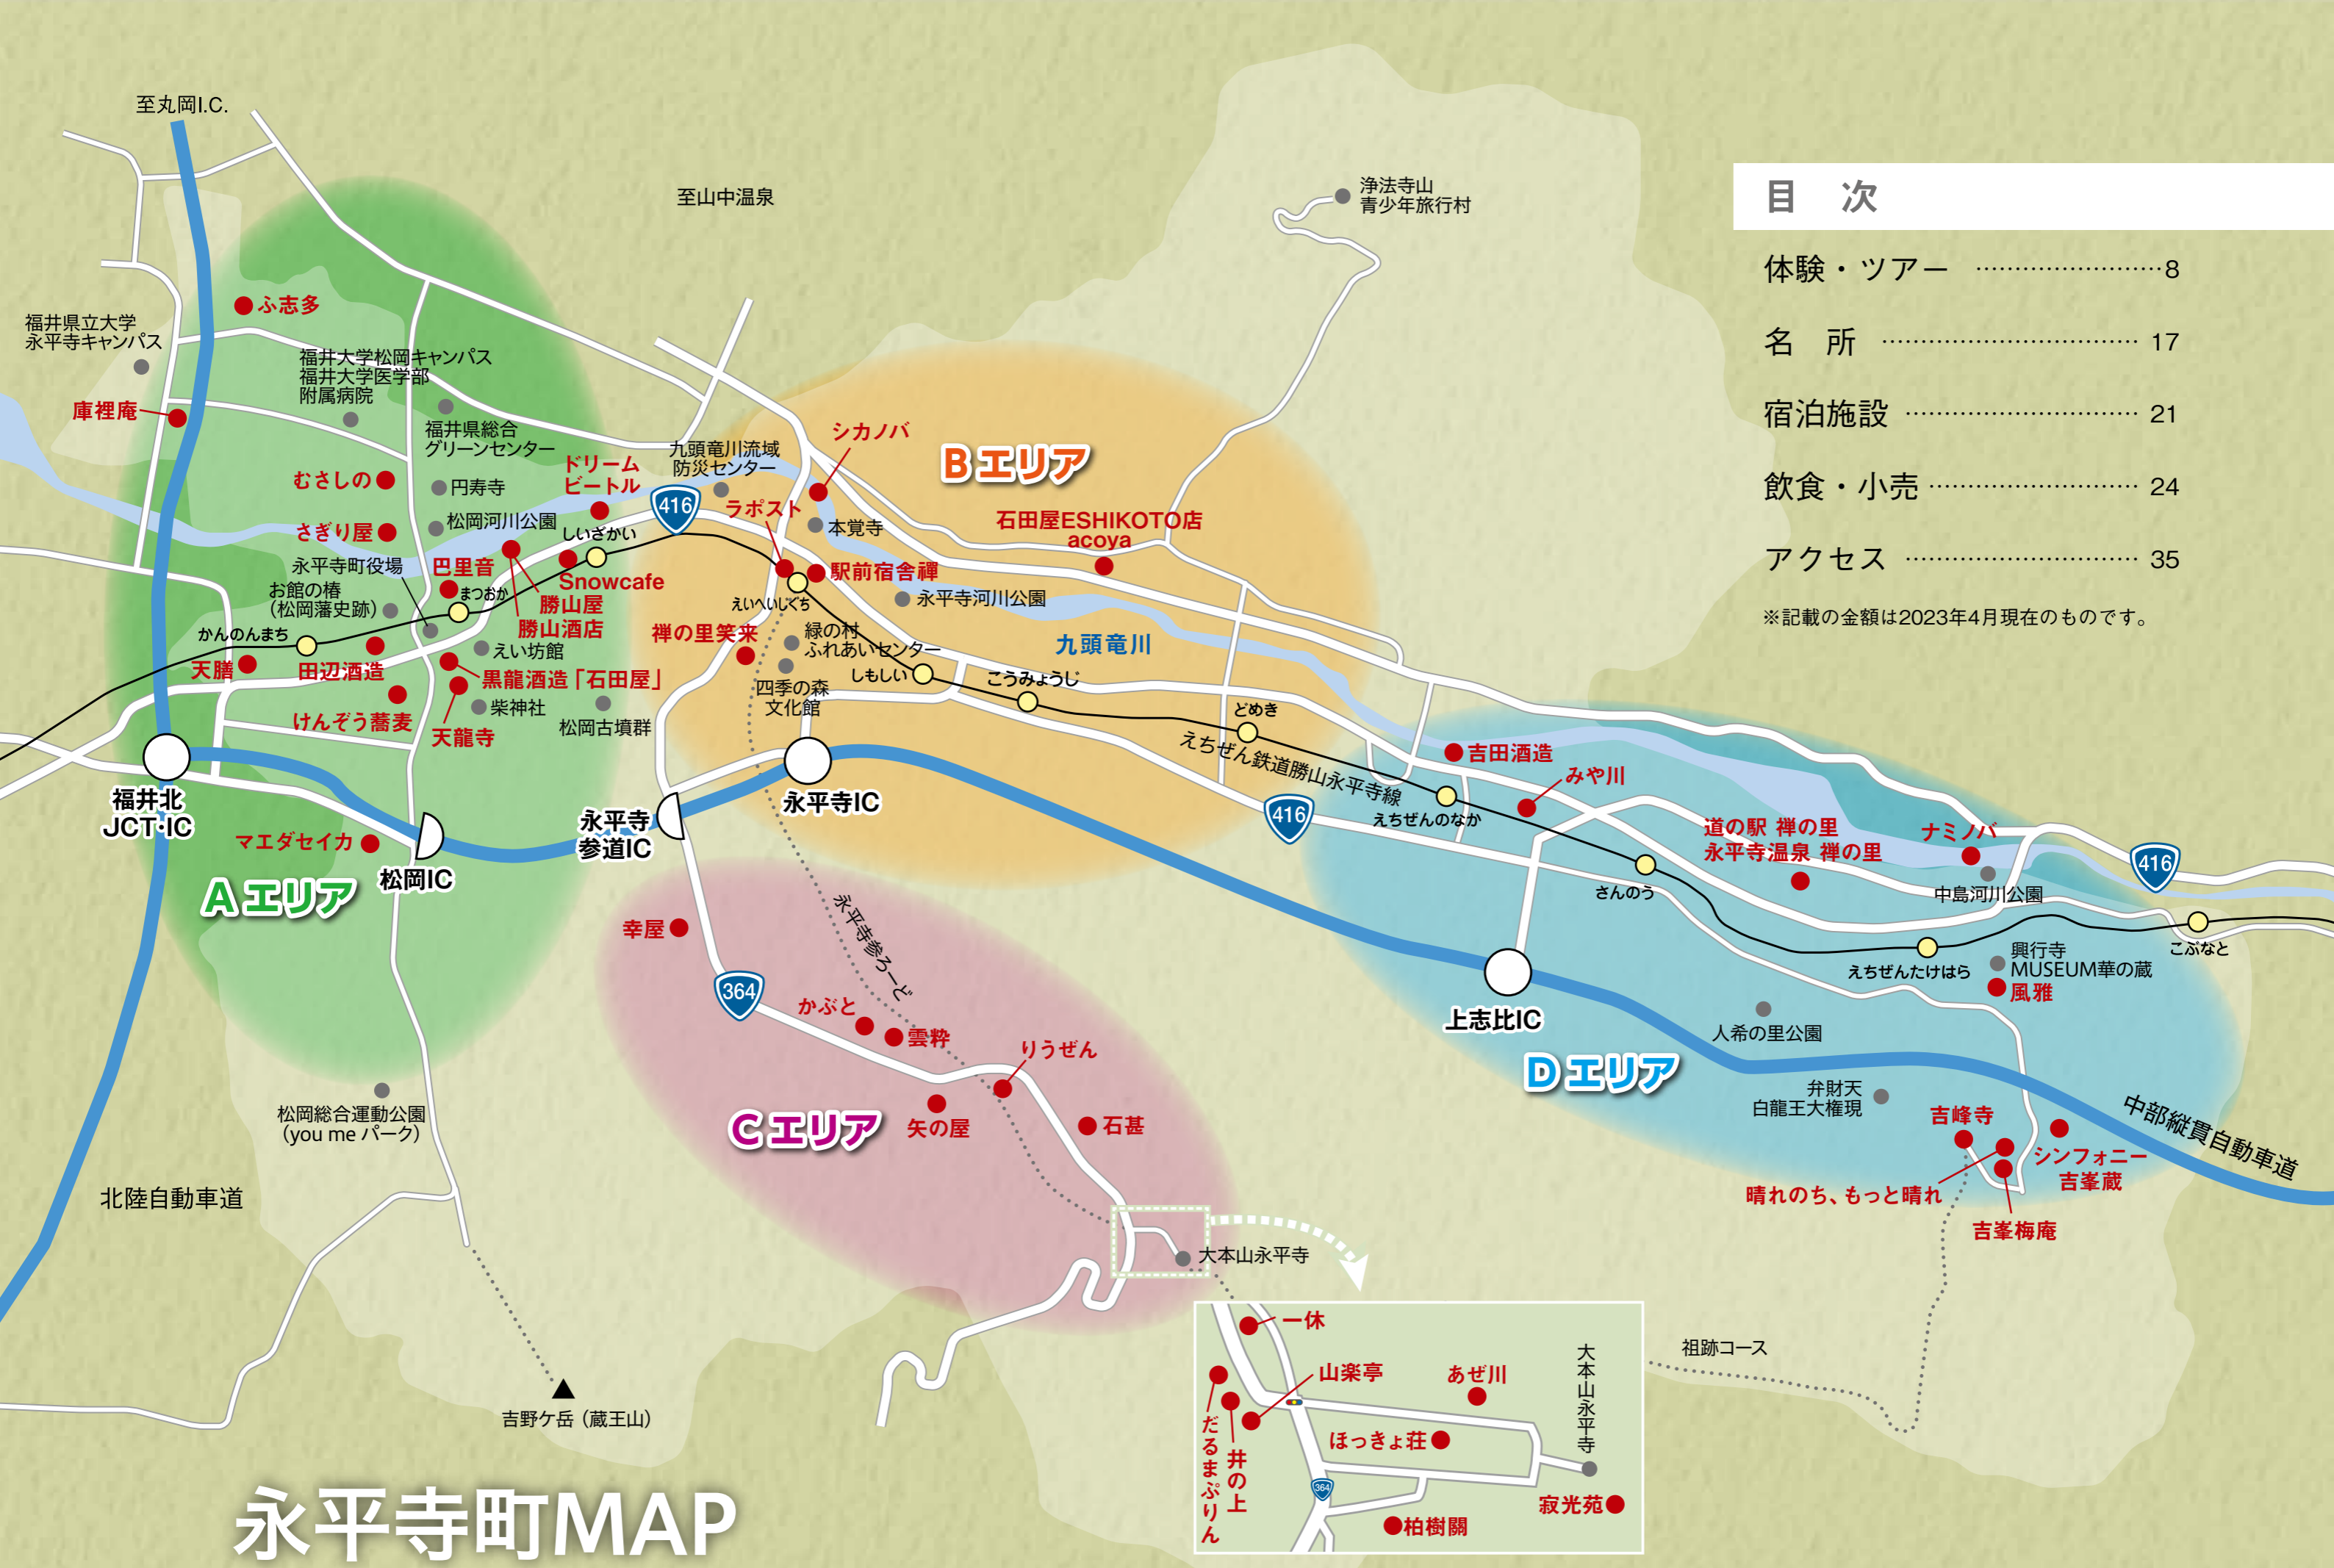 至丸岡I.C.
至山中温泉
浄法寺山
青少年旅行村
目 次
体験・ツアー ……………………8
名 所 …………………………… 17
宿泊施設 ………………………… 21
飲食・小売 ……………………… 24
アクセス ………………………… 35
※記載の金額は2023年4月現在のものです。
ふ志多
福井県立大学
永平寺キャンパス
福井大学松岡キャンパス
福井大学医学部
附属病院
庫裡庵
福井県総合
グリーンセンター
むさしの
円寿寺
さぎり屋
松岡河川公園
ドリーム
ビートル
しいざかい
416
九頭竜川流域
防災センター
シカノバ
Bエリア
ラポスト
本覚寺
石田屋ESHIKOTO店
acoya
駅前宿舎禪
えいへいじぐち
永平寺河川公園
永平寺町役場
お館の椿
(松岡藩史跡)
巴里音
まつおか
Snowcafe
勝山屋
勝山酒店
かんのんまち
天膳
田辺酒造
えい坊館
黒龍酒造「石田屋」
けんぞう蕎麦
天龍寺
柴神社
松岡古墳群
禅の里笑来
緑の村
ふれあいセンター
四季の森
文化館
しもしい
こうみょうじ
九頭竜川
どめき
えちぜん鉄道勝山永平寺線
えちぜんのなか
416
吉田酒造
みや川
さんのう
道の駅 禅の里
永平寺温泉 禅の里
ナミノバ
中島河川公園
416
こぶなと
えちぜんたけはら
興行寺
MUSEUM華の蔵
風雅
人希の里公園
上志比IC
Dエリア
弁財天
白龍王大権現
吉峰寺
シンフォニー
吉峯蔵
晴れのち、もっと晴れ
吉峯梅庵
中部縦貫自動車道
福井北
JCT・IC
マエダセイカ
Aエリア
松岡IC
永平寺
参道IC
永平寺IC
幸屋
364
永平寺参ろーど
かぶと
雲粋
りうぜん
Cエリア
矢の屋
石甚
大本山永平寺
松岡総合運動公園
(you me パーク)
北陸自動車道
吉野ケ岳(蔵王山)
祖跡コース
一休
山楽亭
あぜ川
大本山永平寺
だるまぷりん
井の上
ほっきょ荘
364
寂光苑
柏樹關
永平寺町MAP